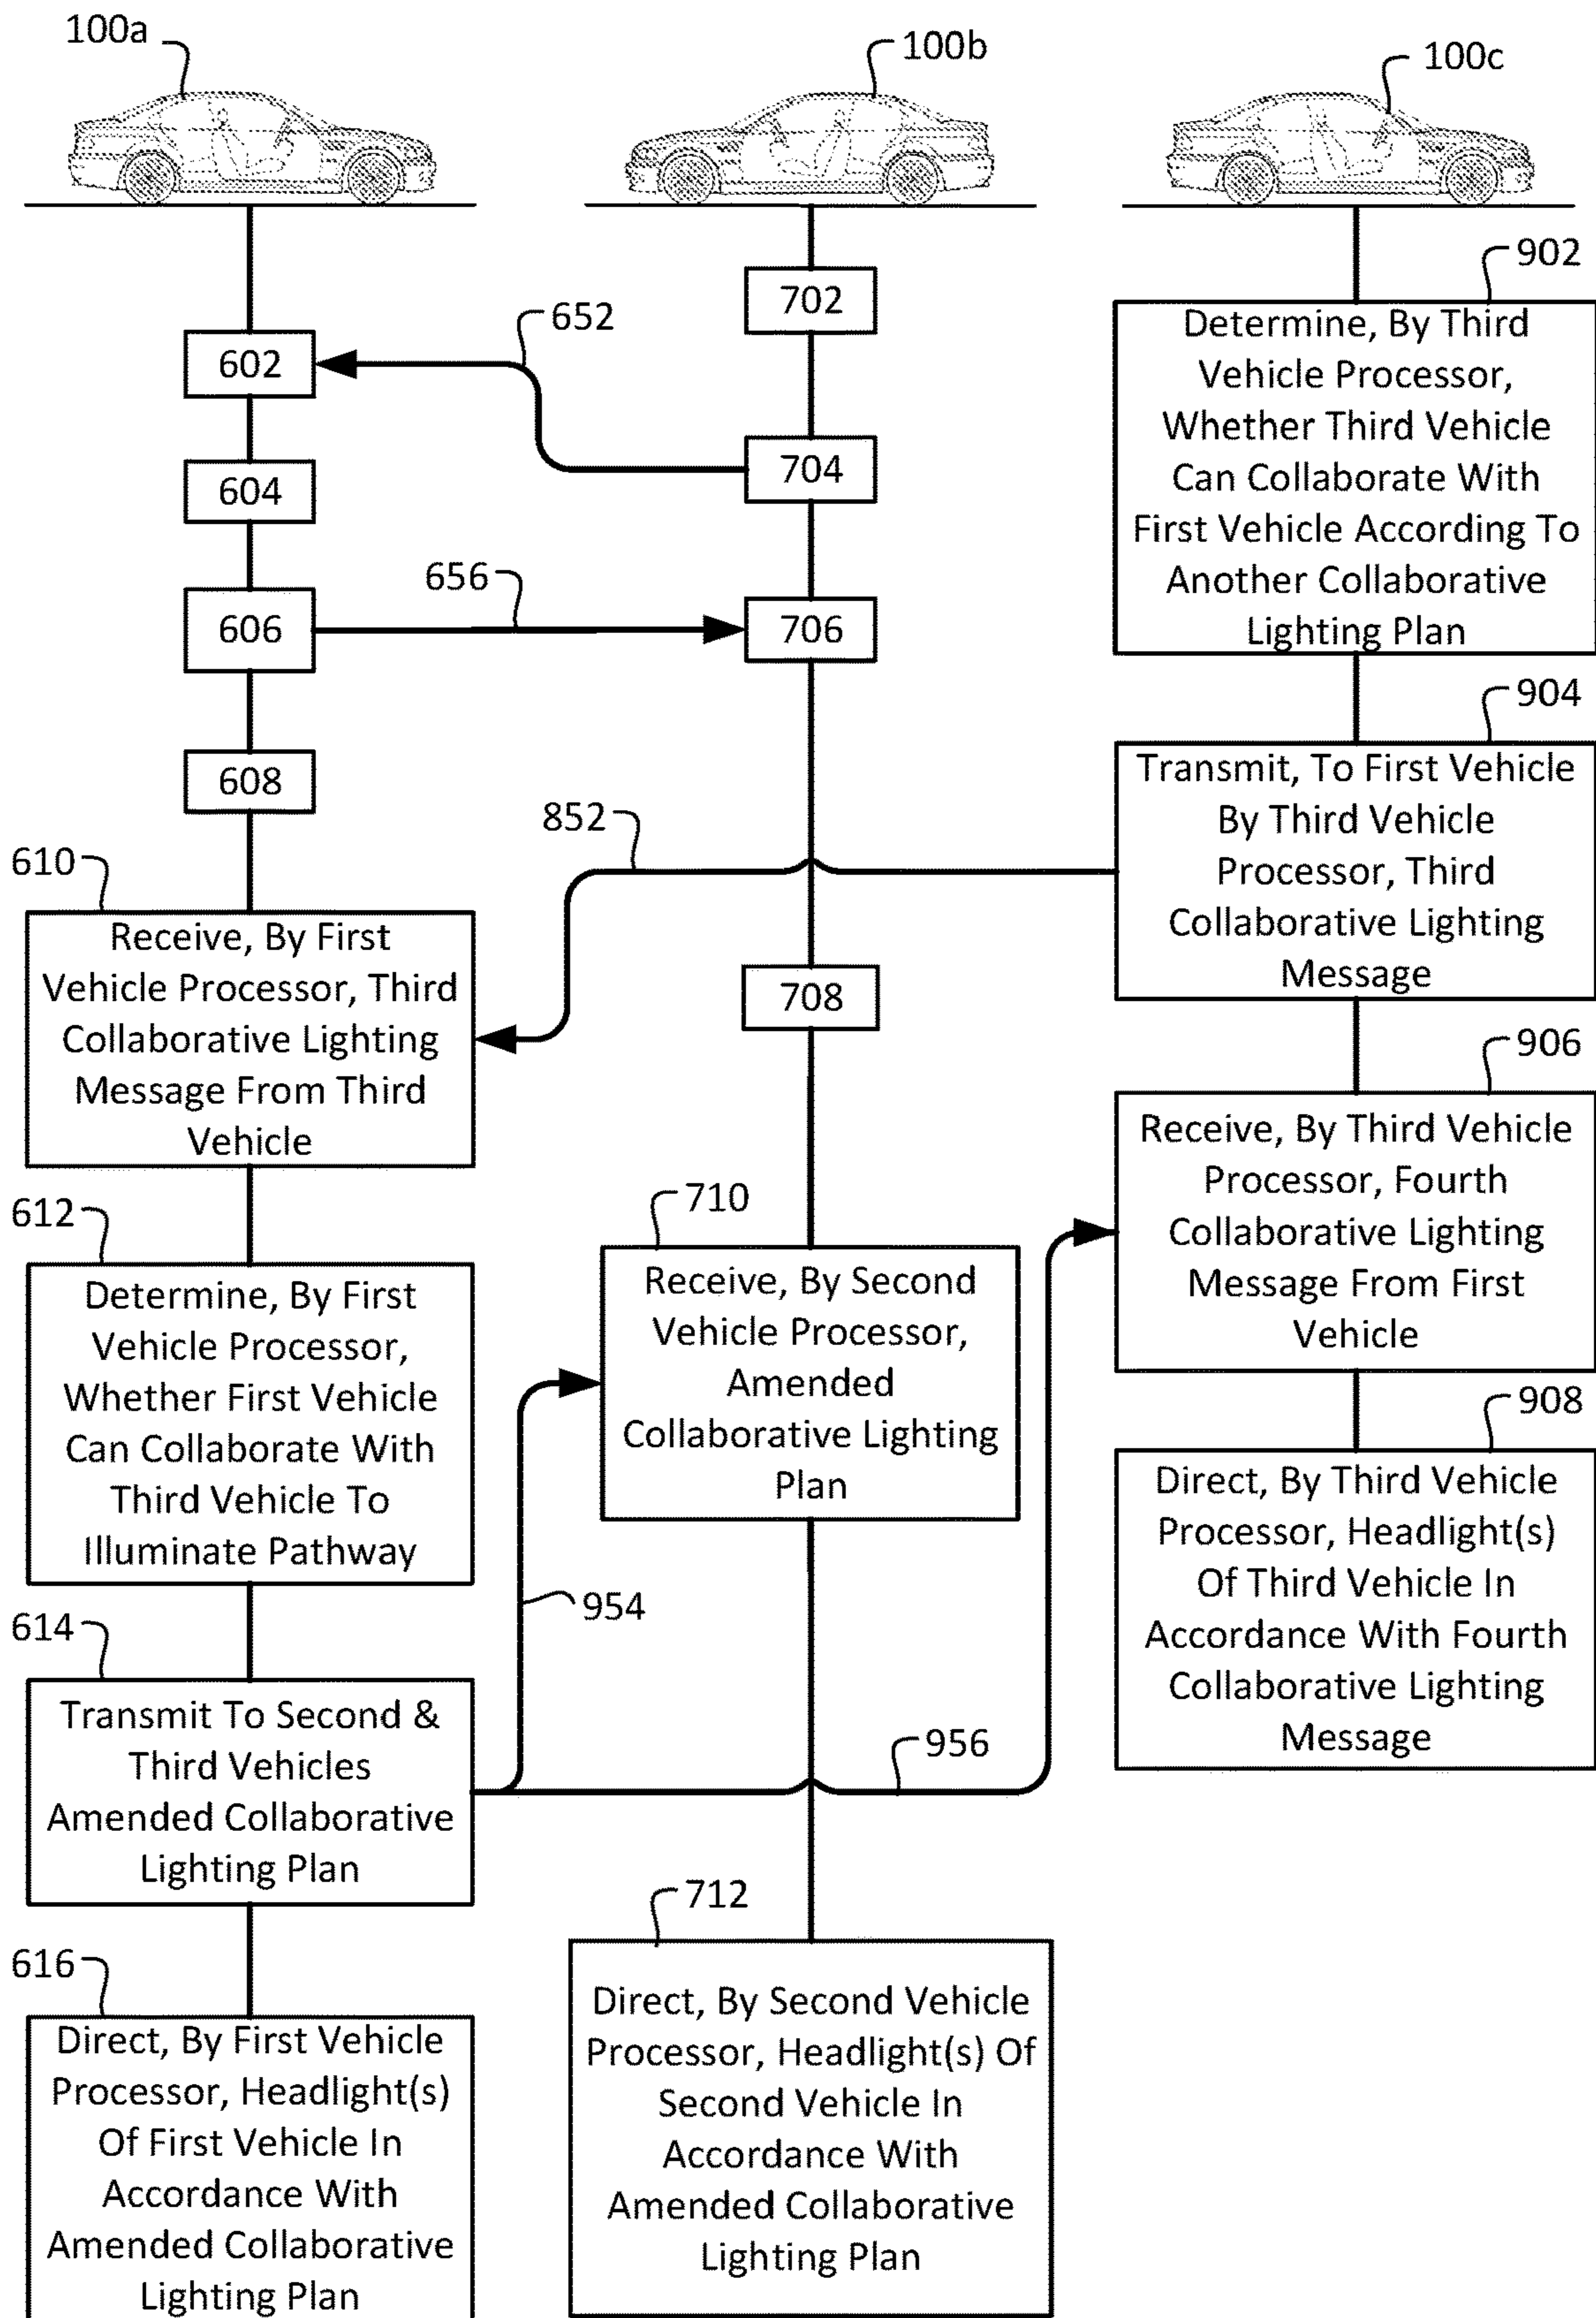 100a
100b
100c
902
Determine, By Third
Vehicle Processor,
Whether Third Vehicle
Can Collaborate With
First Vehicle According To
Another Collaborative
Lighting Plan
702
652
602
704
604
656
606
706
608
904
Transmit, To First Vehicle
By Third Vehicle
Processor, Third
Collaborative Lighting
Message
852
610
Receive, By First
Vehicle Processor, Third
Collaborative Lighting
Message From Third
Vehicle
708
906
Receive, By Third Vehicle
Processor, Fourth
Collaborative Lighting
Message From First
Vehicle
710
Receive, By Second
Vehicle Processor,
Amended
Collaborative Lighting
Plan
612
Determine, By First
Vehicle Processor,
Whether First Vehicle
Can Collaborate With
Third Vehicle To
Illuminate Pathway
908
Direct, By Third Vehicle
Processor, Headlight(s)
Of Third Vehicle In
Accordance With Fourth
Collaborative Lighting
Message
954
614
Transmit To Second &
Third Vehicles
Amended Collaborative
Lighting Plan
956
712
Direct, By Second Vehicle
Processor, Headlight(s) Of
Second Vehicle In
Accordance With
Amended Collaborative
Lighting Plan
616
Direct, By First Vehicle
Processor, Headlight(s)
Of First Vehicle In
Accordance With
Amended Collaborative
Lighting Plan